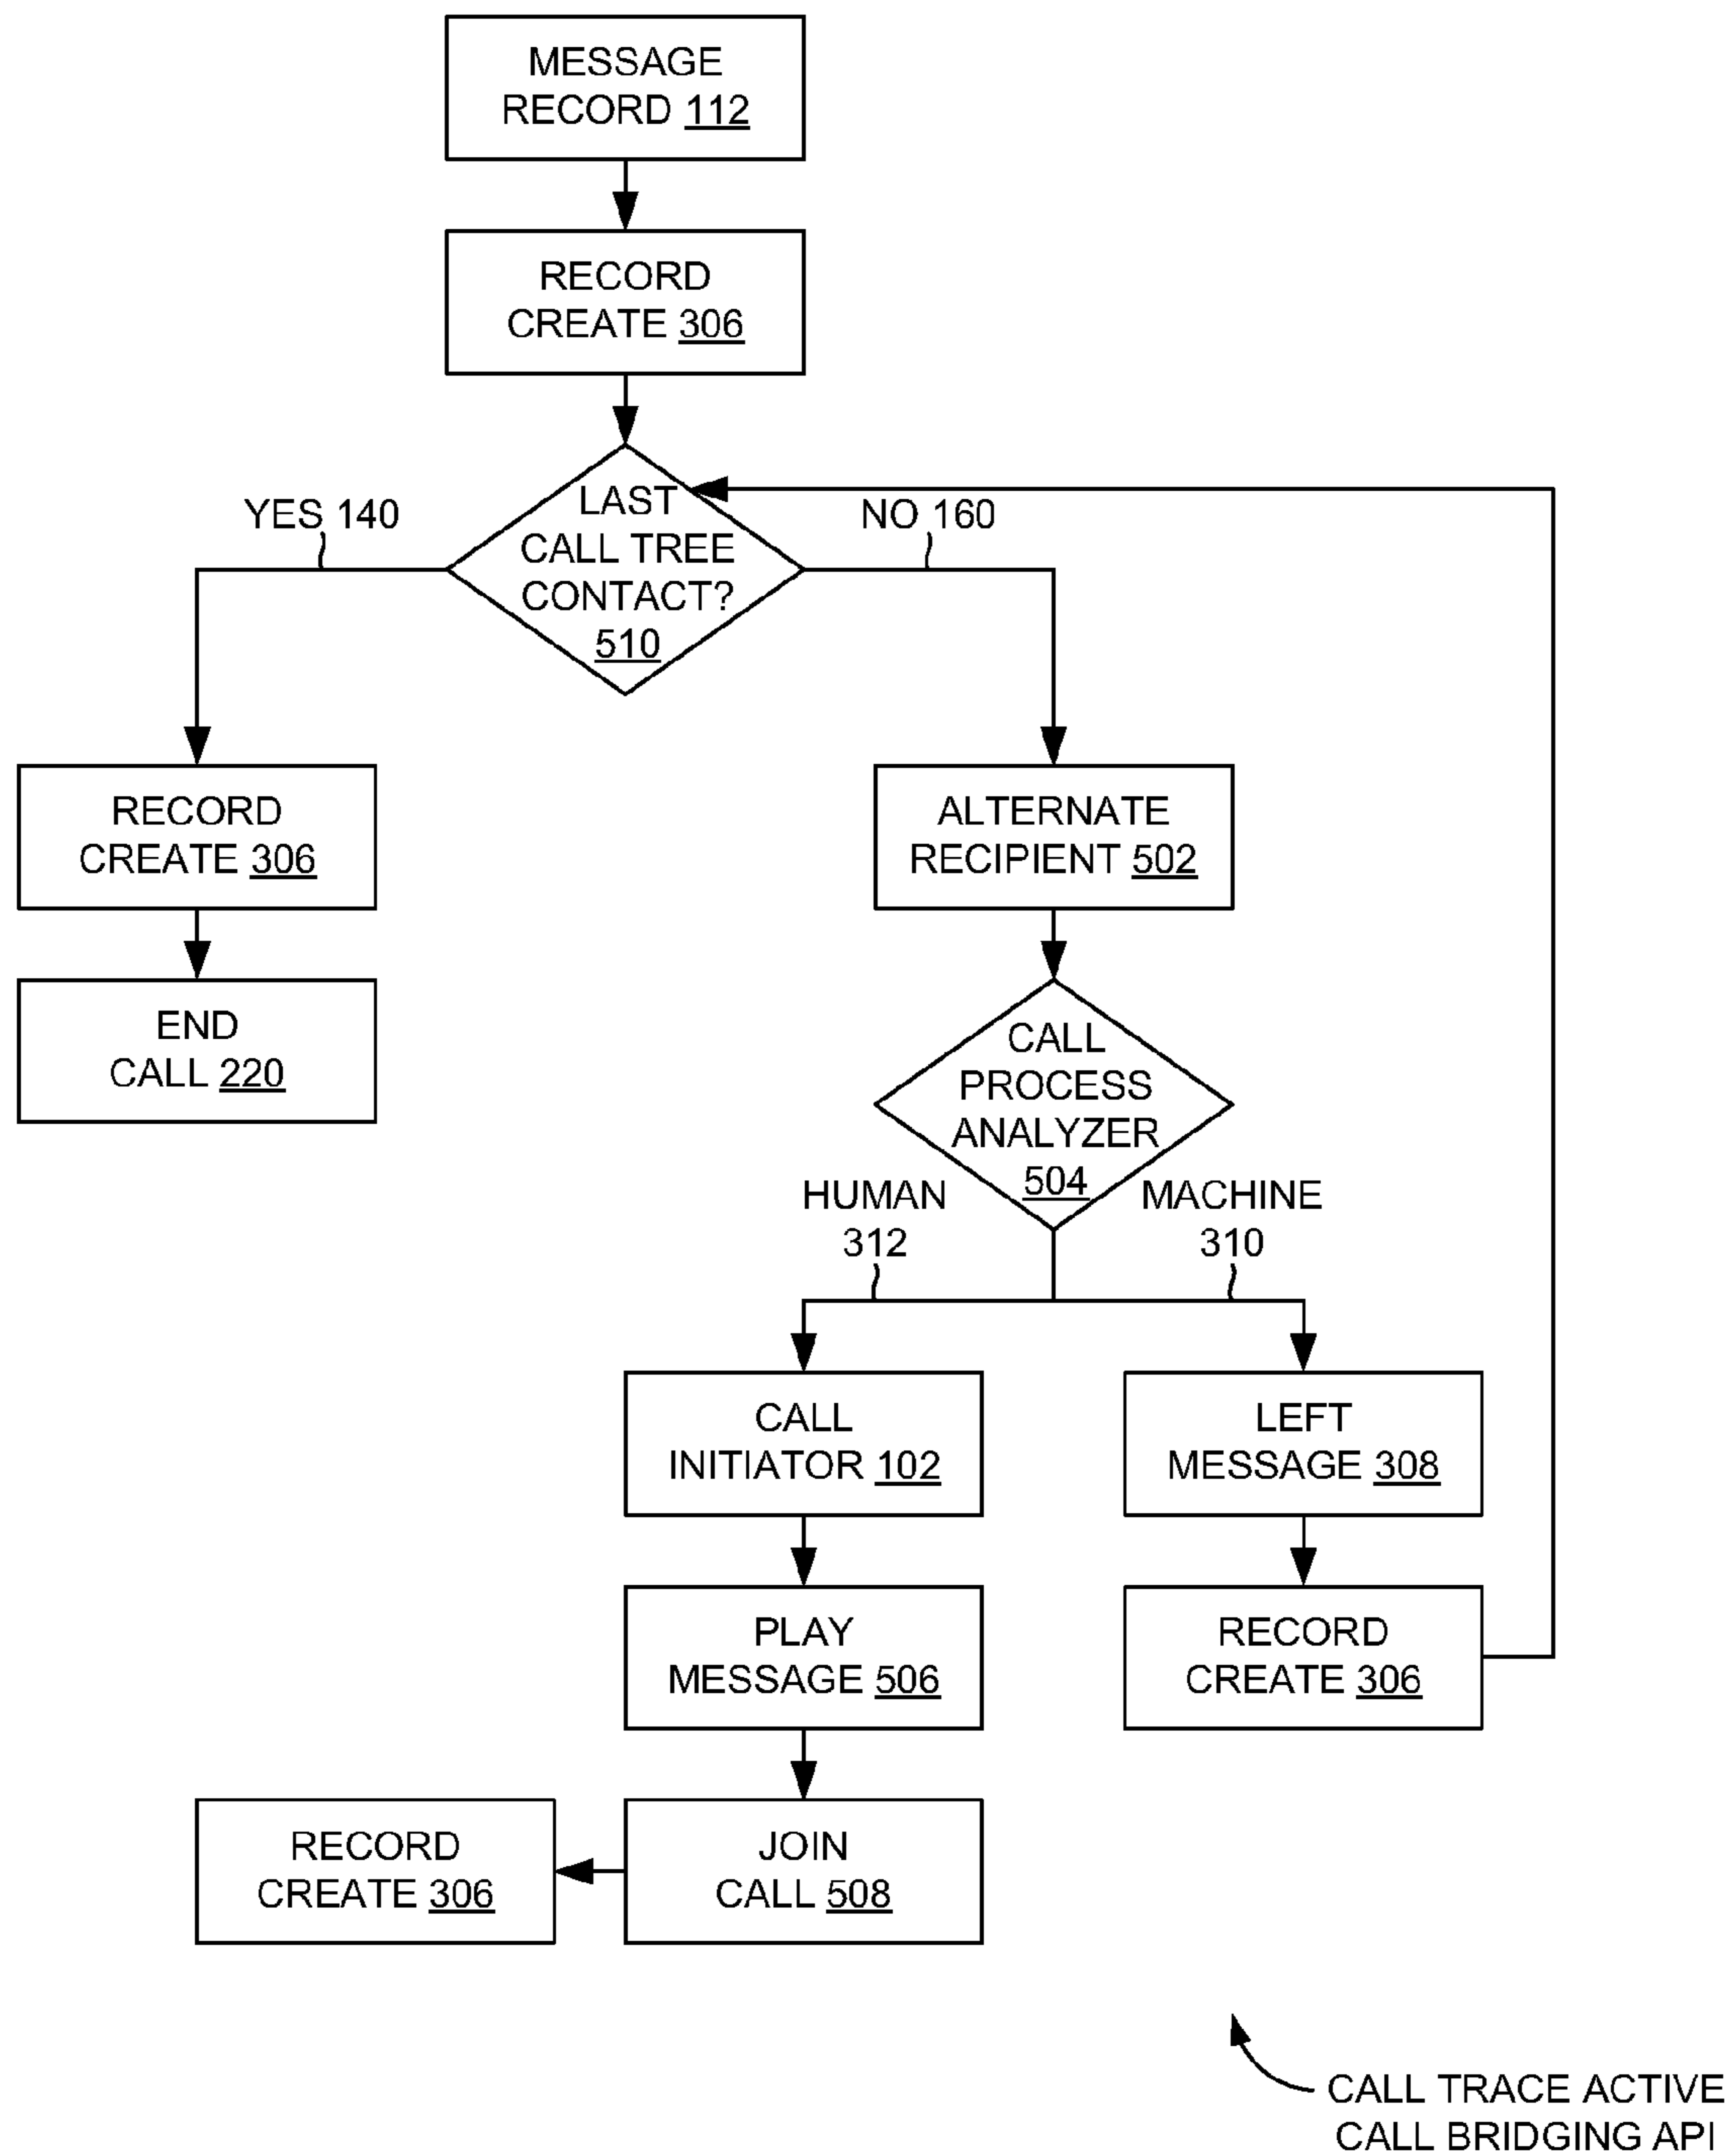 MESSAGE
RECORD 112
RECORD
CREATE 306
LAST
CALL TREE
CONTACT?
510
YES 140
NO 160
RECORD
CREATE 306
END
CALL 220
ALTERNATE
RECIPIENT 502
CALL
PROCESS
ANALYZER
504
HUMAN
312
MACHINE
310
CALL
INITIATOR 102
LEFT
MESSAGE 308
PLAY
MESSAGE 506
RECORD
CREATE 306
JOIN
CALL 508
RECORD
CREATE 306
CALL TRACE ACTIVE
CALL BRIDGING API